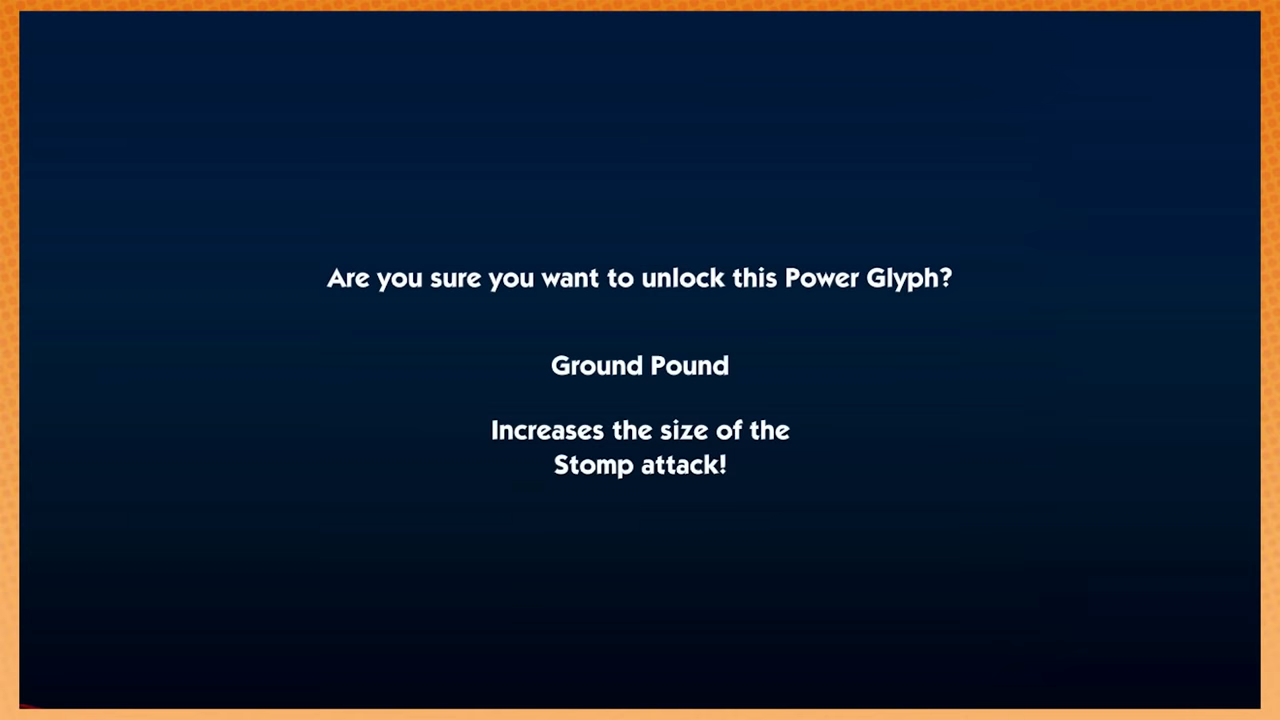 Are you sure you want to unlock this Power Glyph?
Ground Pound
Increases the size of the
Stomp attack!